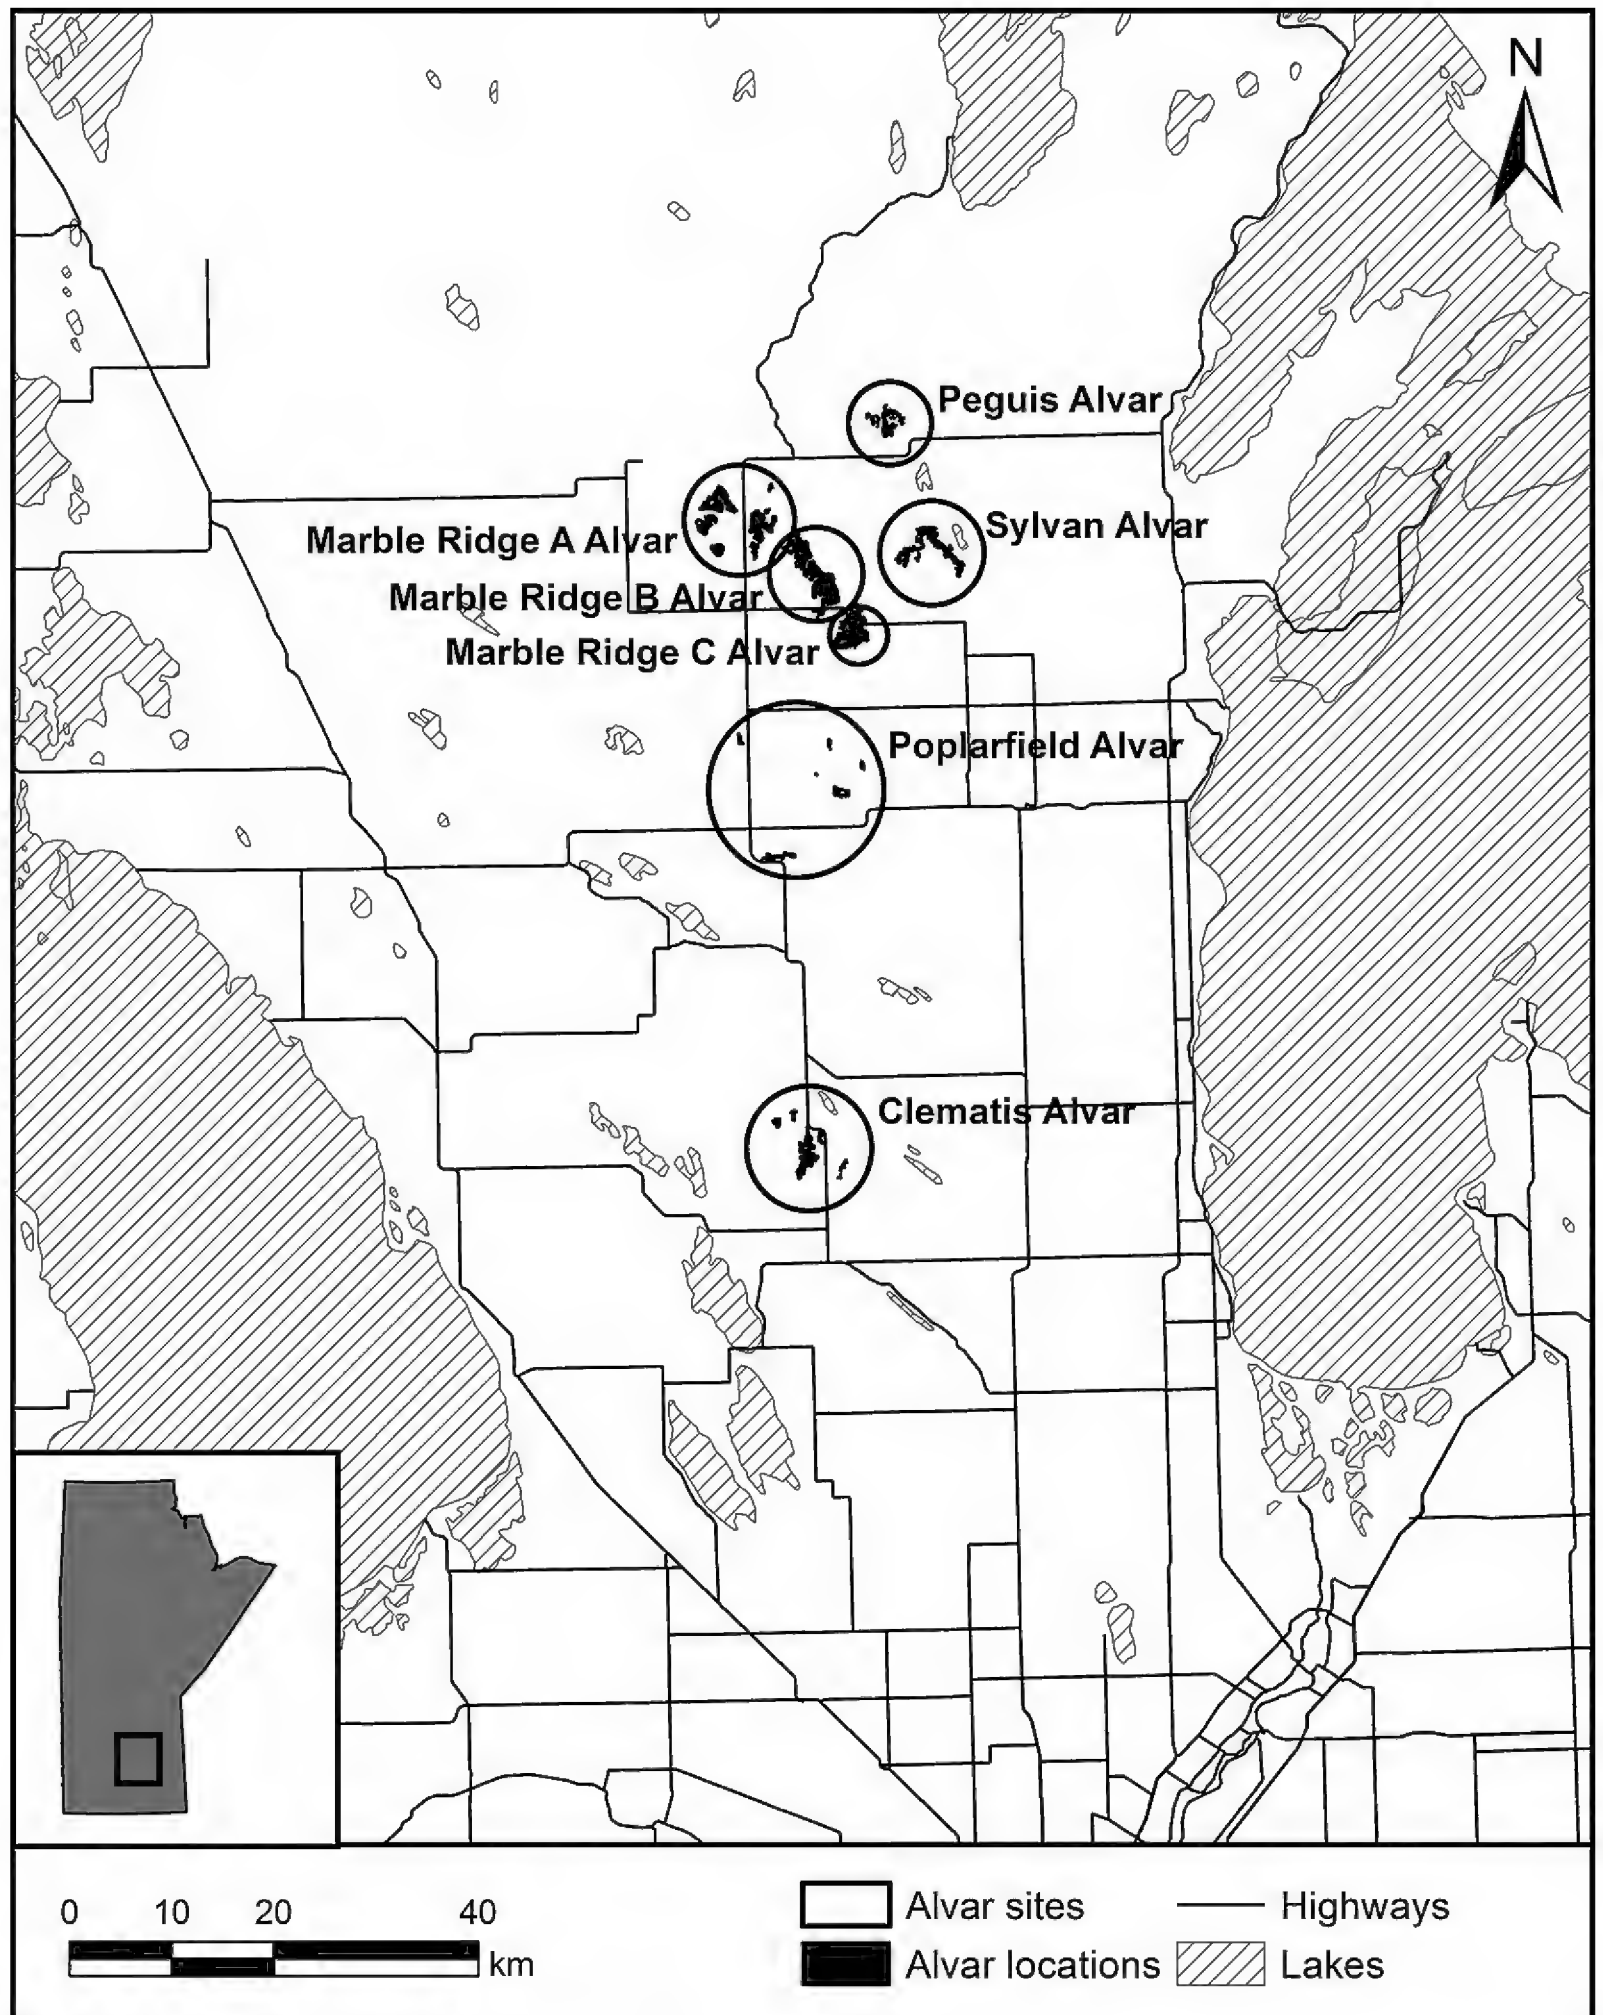 N
Peguis Alvar
Sylvan Alvar
Marble Ridge A Alvar
Marble Ridge B Alvar
Marble Ridge C Alvar
Poplarfield Alvar
Clematis Alvar
0 10 20 40
km
Alvar sites
Highways
Alvar locations
Lakes